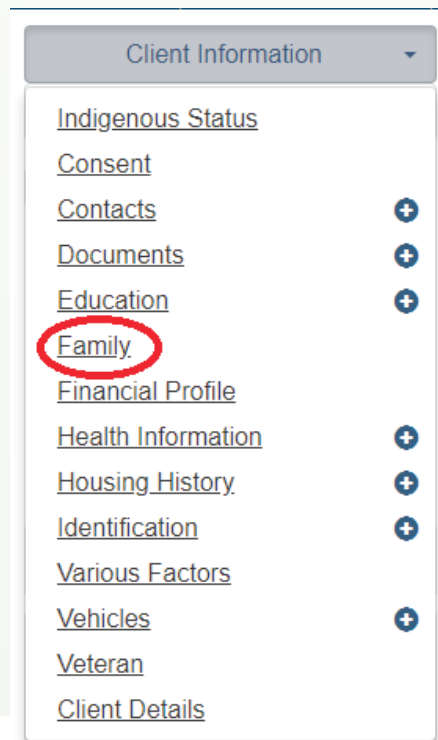 Client Information
Indigenous Status
Consent
Contacts
Documents
Education
Family
Financial Profile
Health Information
Housing History
Identification
Various Factors
Vehicles
Veteran
Client Details